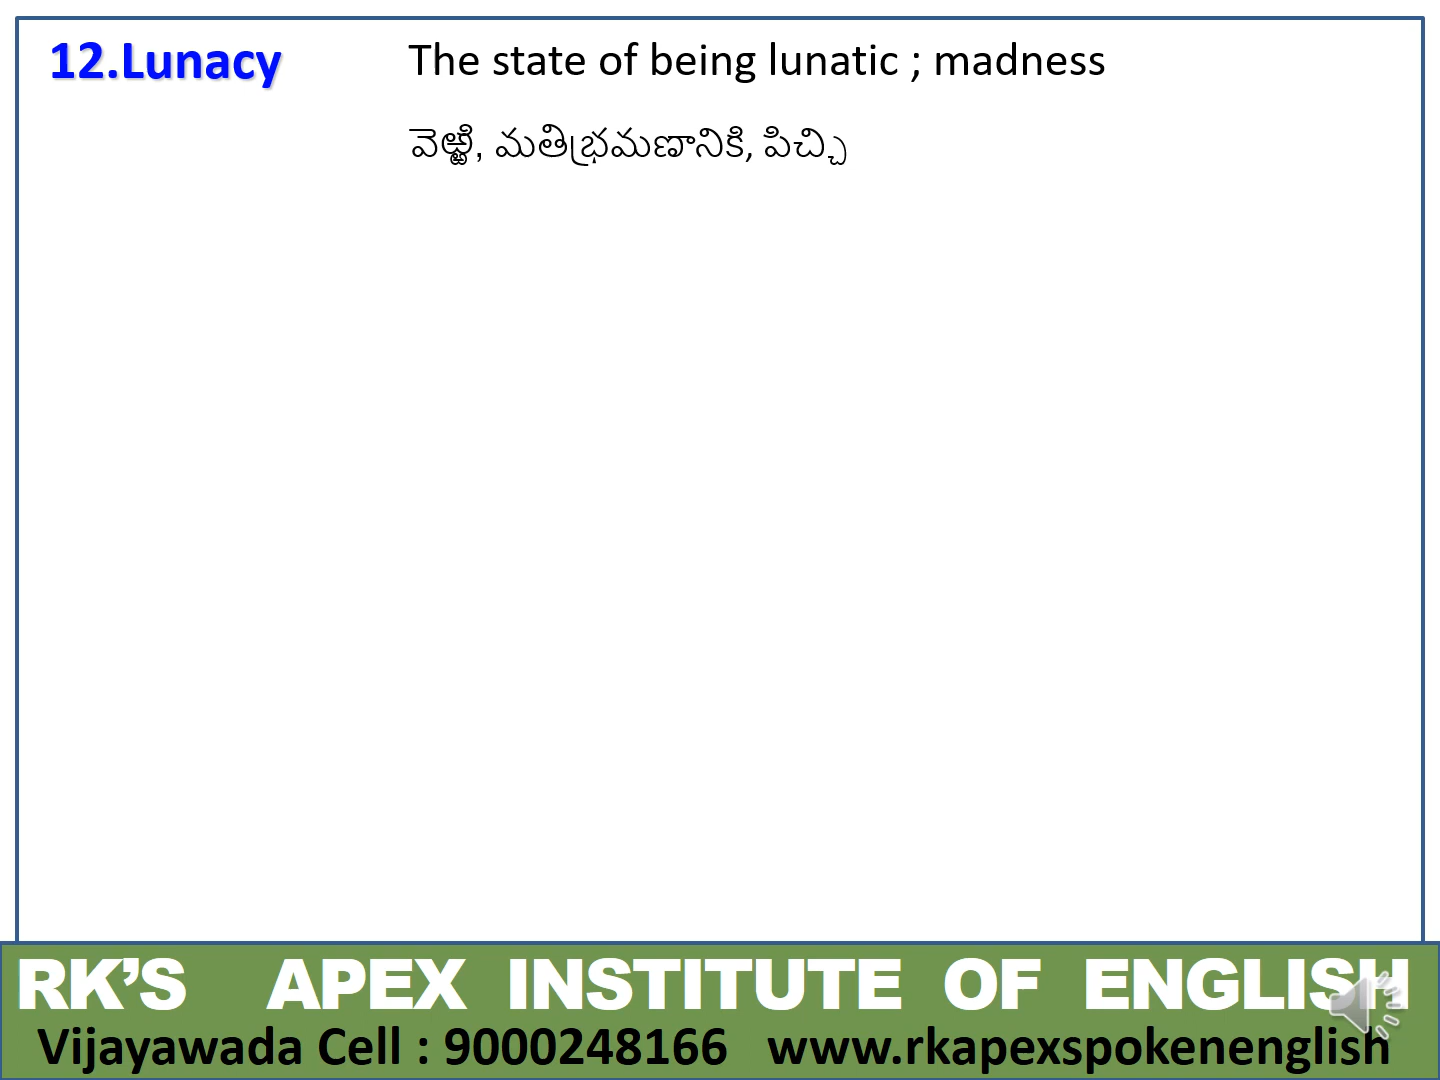 12.Lunacy The state of being lunatic ; madness
వెఱ్ఱి, మతిభ్రమణానికి, పిచ్చి
RK’S APEX INSTITUTE OF ENGLISH
Vijayawada Cell : 9000248166 www.rkapexspokenenglish